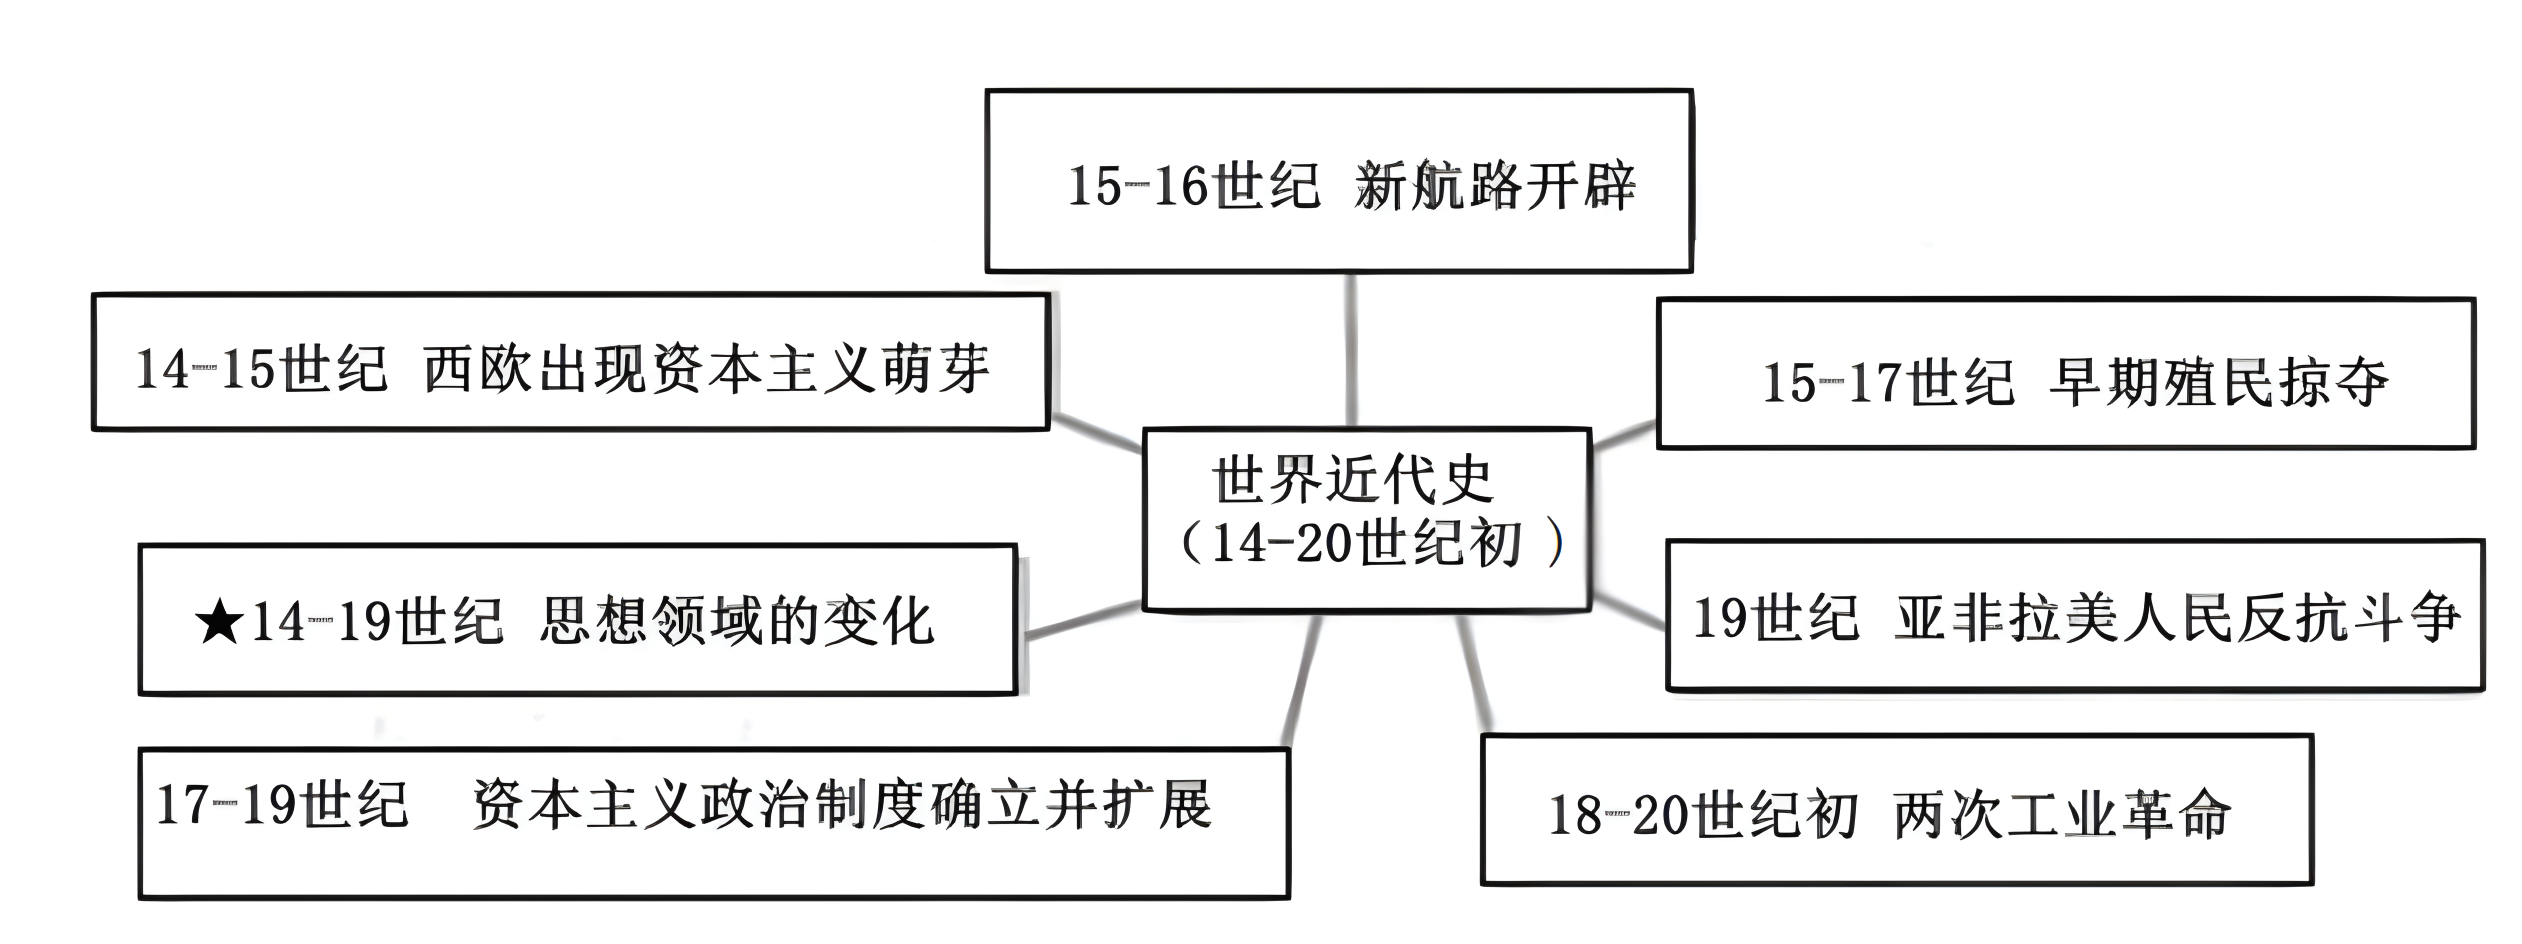 15-16世纪 新航路开辟
14-15世纪 西欧出现资本主义萌芽
15-17世纪 早期殖民掠夺
世界近代史
（14-20世纪初 ）
★14-19世纪 思想领域的变化
19世纪 亚非拉美人民反抗斗争
17-19世纪 资本主义政治制度确立并扩展
18-20世纪初 两次工业革命